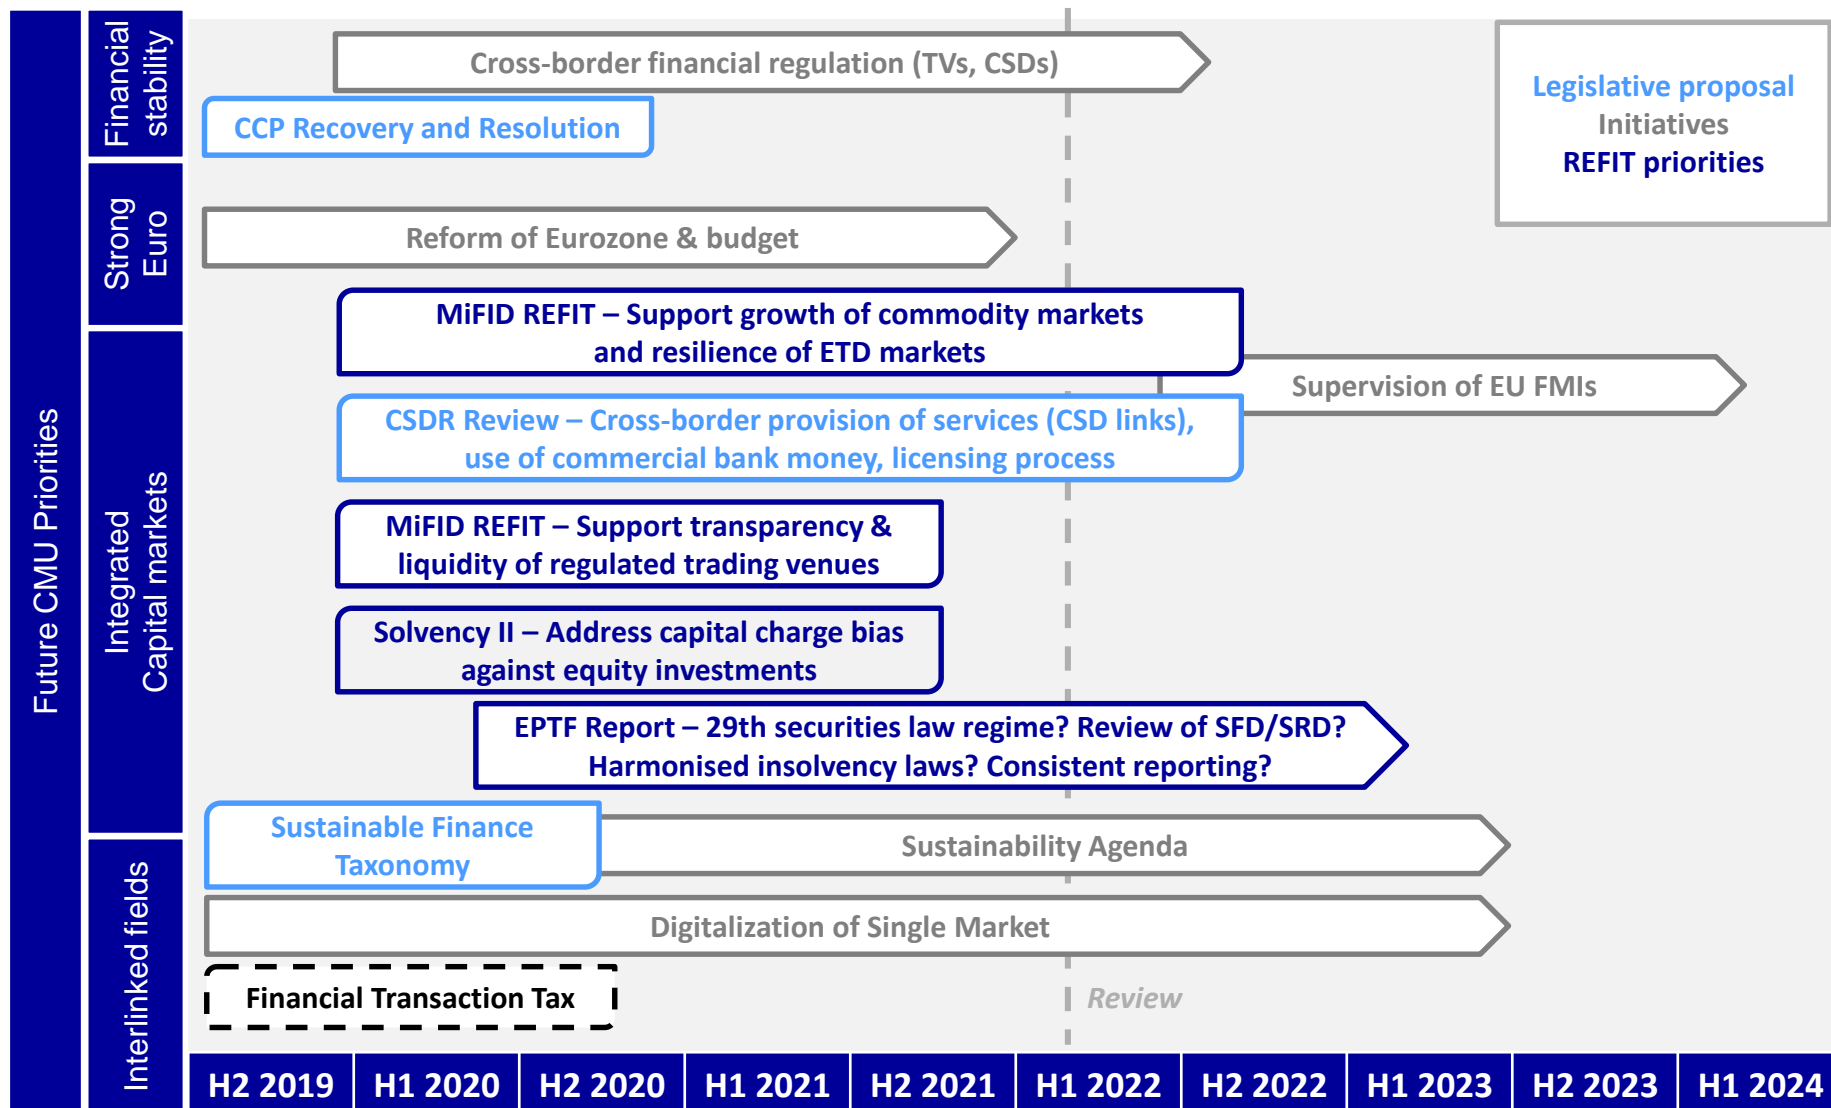 Future CMU Priorities
Financial
stability
Cross-border financial regulation (TVs, CSDs)
CCP Recovery and Resolution
Legislative proposal
Initiatives
REFIT priorities
Strong
Euro
Reform of Eurozone & budget
Integrated
Capital markets
MiFID REFIT – Support growth of commodity markets
and resilience of ETD markets
Supervision of EU FMIs
CSDR Review – Cross-border provision of services (CSD links),
use of commercial bank money, licensing process
MiFID REFIT – Support transparency &
liquidity of regulated trading venues
Solvency II – Address capital charge bias
against equity investments
EPTF Report – 29th securities law regime? Review of SFD/SRD?
Harmonised insolvency laws? Consistent reporting?
Interlinked fields
Sustainable Finance
Taxonomy
Sustainability Agenda
Digitalization of Single Market
Financial Transaction Tax
Review
H2 2019
H1 2020
H2 2020
H1 2021
H2 2021
H1 2022
H2 2022
H1 2023
H2 2023
H1 2024